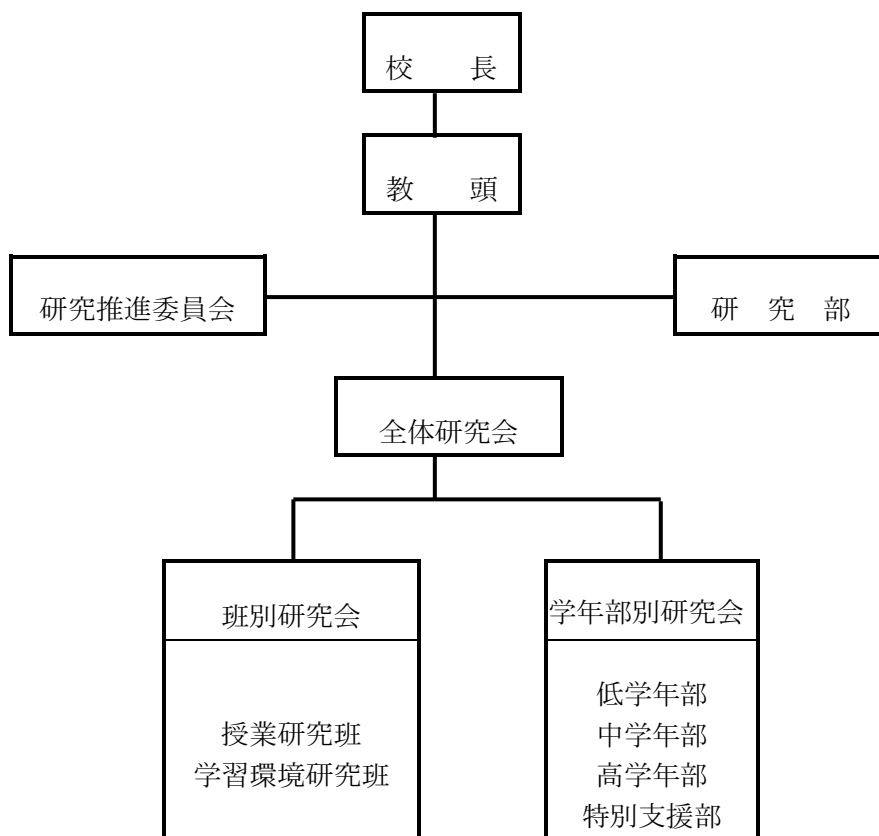 校　　長
教　　頭
研究推進委員会
研　究　部
全体研究会
班別研究会
授業研究班
学習環境研究班
学年部別研究会
低学年部
中学年部
高学年部
特別支援部